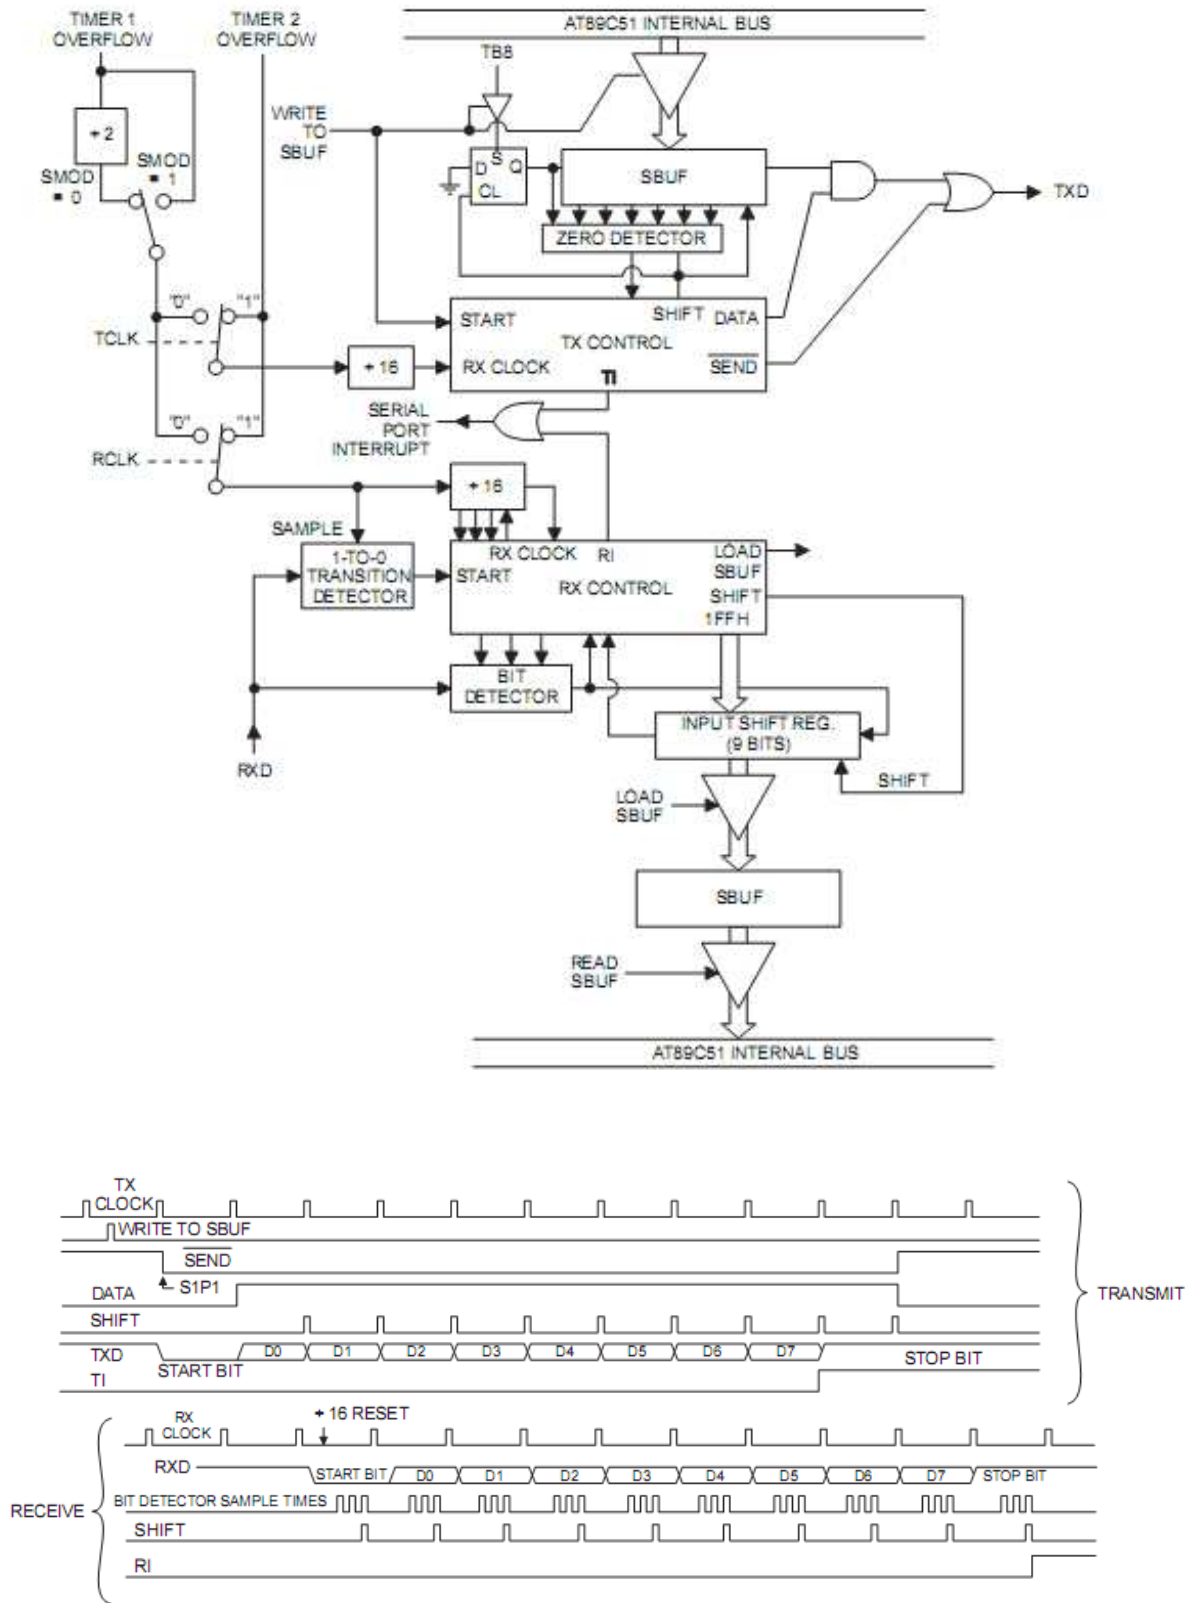 TIMER 1
OVERFLOW
TIMER 2
OVERFLOW
AT89C51 INTERNAL BUS
TB8
WRITE
TO
SBUF
÷ 2
SMOD
= 0
SMOD
= 1
D S Q
CL
SBUF
TXD
ZERO DETECTOR
"0" "1"
TCLK
START
SHIFT DATA
TX CONTROL
÷ 16
RX CLOCK
SEND
TI
SERIAL
PORT
INTERRUPT
"0" "1"
RCLK
÷ 16
SAMPLE
1-TO-0
TRANSITION
DETECTOR
RX CLOCK RI
START
RX CONTROL
LOAD
SBUF
SHIFT
1FFH
BIT
DETECTOR
INPUT SHIFT REG.
(9 BITS)
RXD
SHIFT
LOAD
SBUF
SBUF
READ
SBUF
AT89C51 INTERNAL BUS
TX
CLOCK
WRITE TO SBUF
SEND
S1P1
DATA
SHIFT
TXD
START BIT
D0 D1 D2 D3 D4 D5 D6 D7
STOP BIT
TI
TRANSMIT
RX
CLOCK
÷ 16 RESET
RXD
START BIT D0 D1 D2 D3 D4 D5 D6 D7 STOP BIT
BIT DETECTOR SAMPLE TIMES
SHIFT
RI
RECEIVE